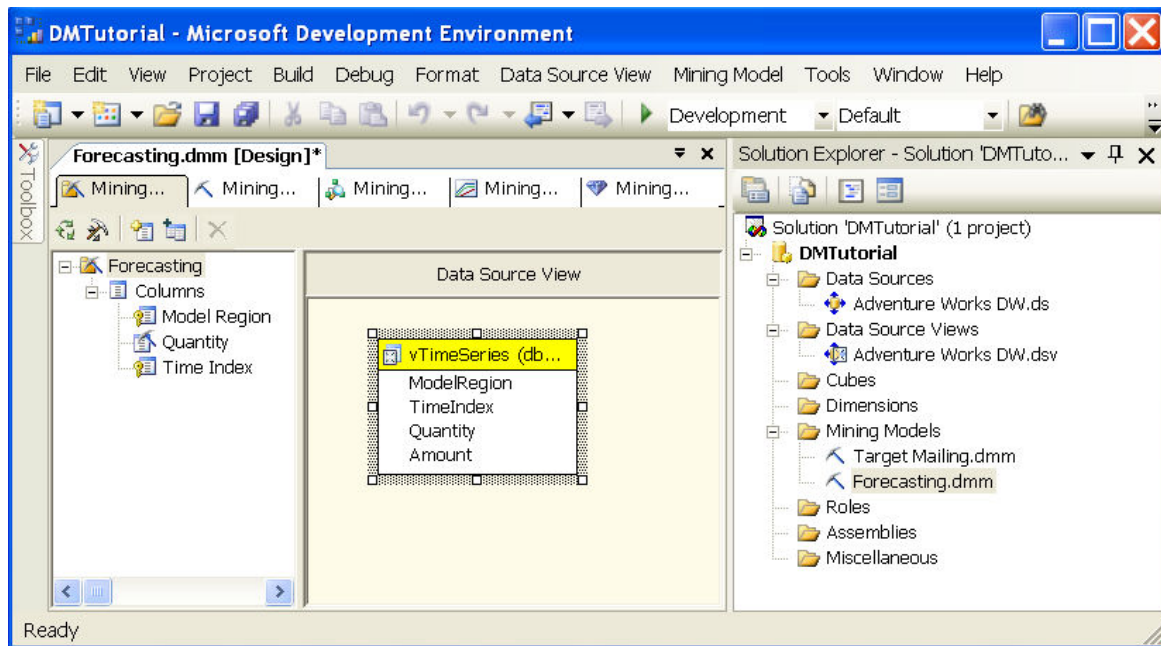 DMTutorial - Microsoft Development Environment
File Edit View Project Build Debug Format Data Source View Mining Model Tools Window Help
Development Default
Toolbox
Forecasting.dmm [Design]*
Mining... Mining... Mining... Mining... Mining...
Forecasting
Columns
Model Region
Quantity
Time Index
Data Source View
vTimeSeries (db...
ModelRegion
TimeIndex
Quantity
Amount
Solution Explorer - Solution 'DMTuto...
Solution 'DMTutorial' (1 project)
DMTutorial
Data Sources
Adventure Works DW.ds
Data Source Views
Adventure Works DW.dsv
Cubes
Dimensions
Mining Models
Target Mailing.dmm
Forecasting.dmm
Roles
Assemblies
Miscellaneous
Ready